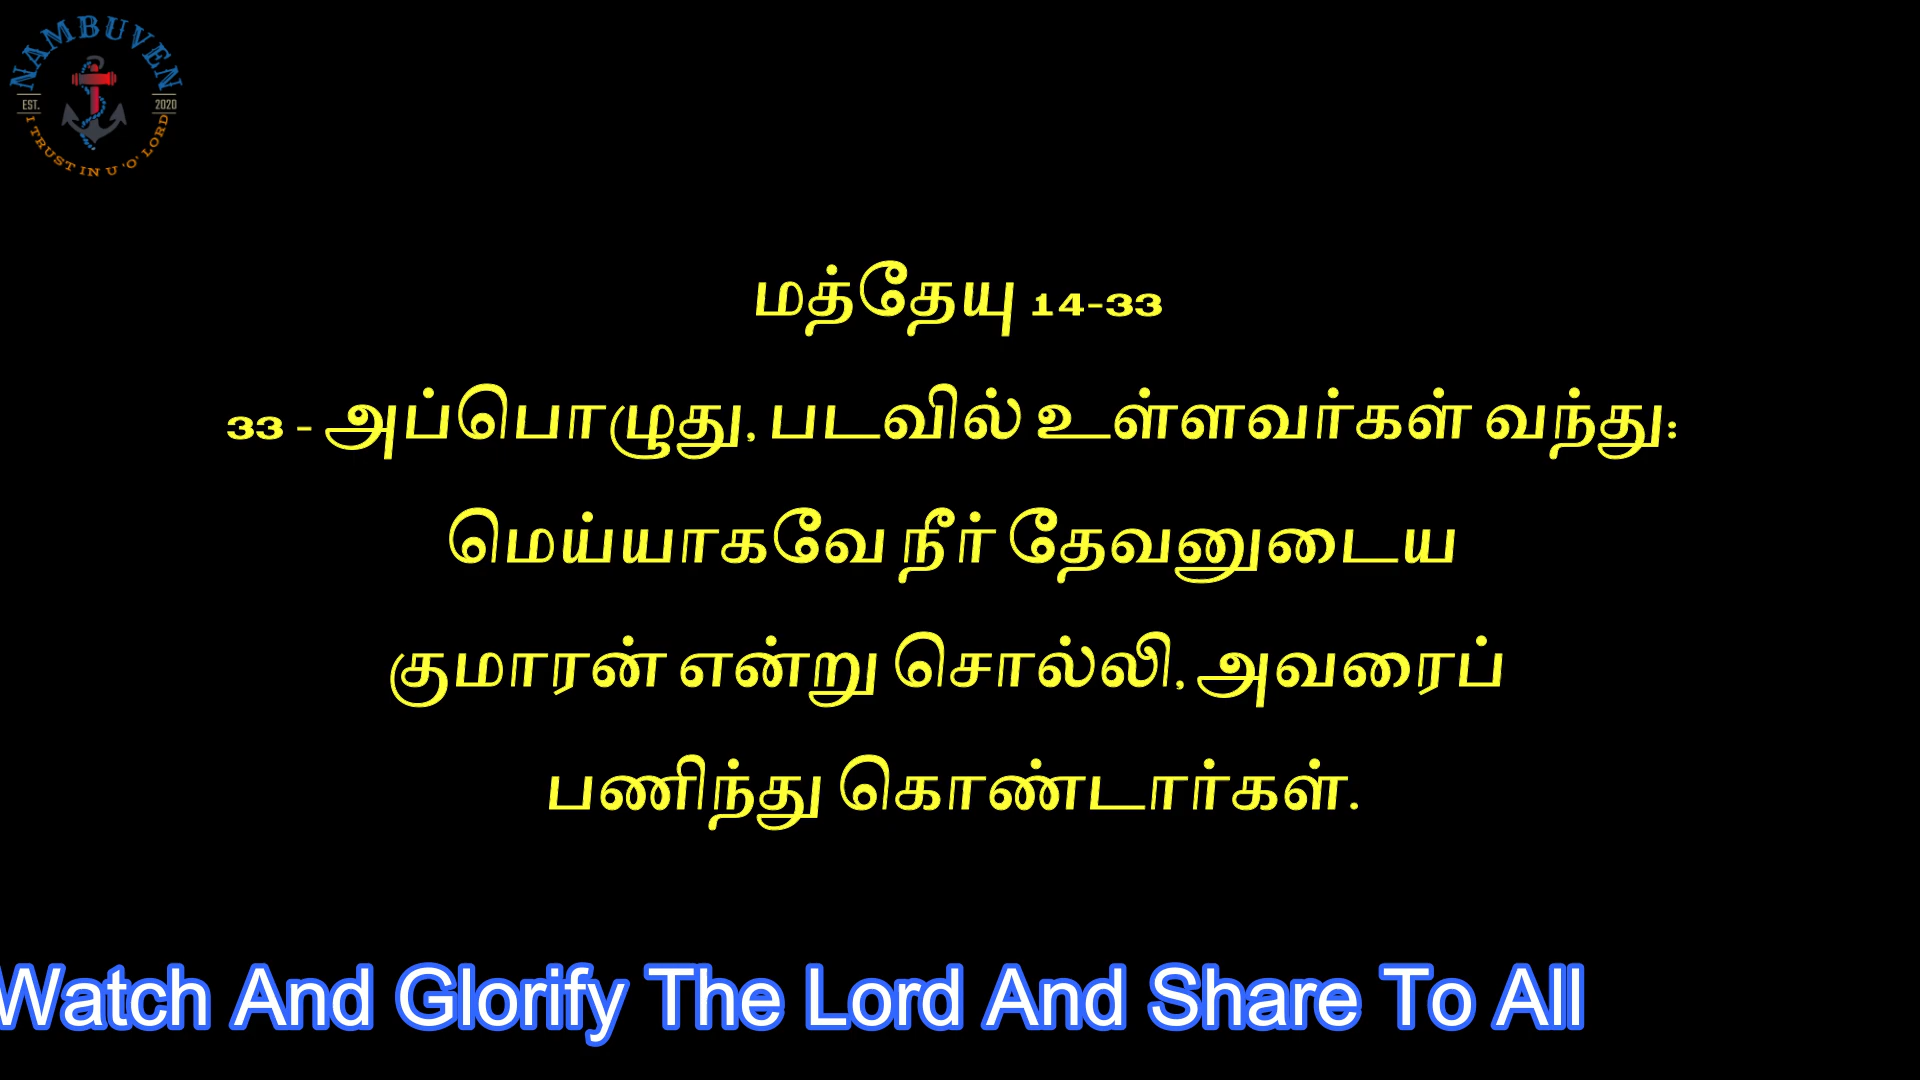 NAMBUVEN
EST. 2020
I TRUST IN U 'O' LORD
மத்தேயு 14-33
33 - அப்பொழுது, படவில் உள்ளவர்கள் வந்து:
மெய்யாகவே நீர் தேவனுடைய
குமாரன் என்று சொல்லி, அவரைப்
பணிந்து கொண்டார்கள்.
Watch And Glorify The Lord And Share To All